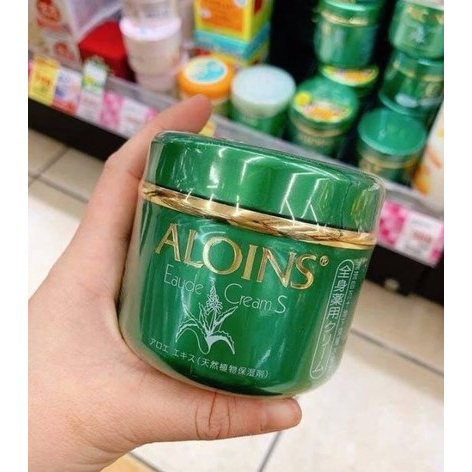 ALOINS®
Eaude Cream S
アロエ エキス(天然植物保湿剤)
全身薬用クリーム